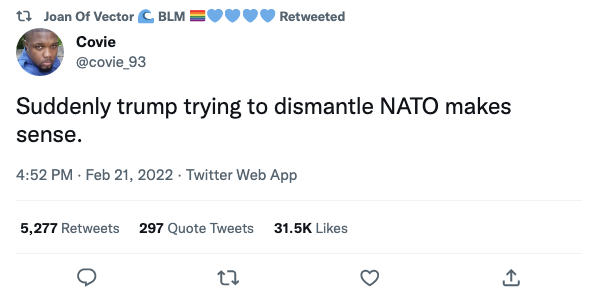 Joan Of Vector 🌊 BLM 🏳️‍🌈💙💙💙💙 Retweeted
Covie
@covie_93
Suddenly trump trying to dismantle NATO makes
sense.
4:52 PM · Feb 21, 2022 · Twitter Web App
5,277 Retweets 297 Quote Tweets 31.5K Likes